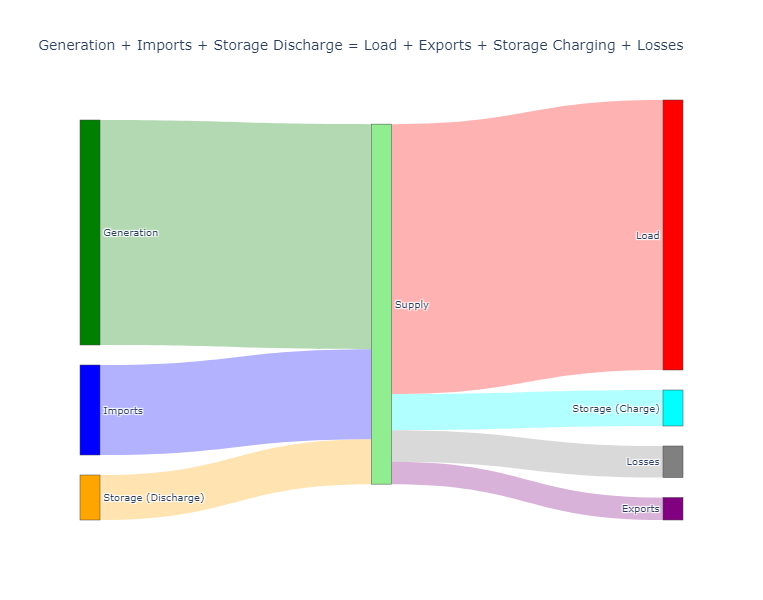 Generation + Imports + Storage Discharge = Load + Exports + Storage Charging + Losses
Generation
Load
Supply
Imports
Storage (Charge)
Losses
Storage (Discharge)
Exports